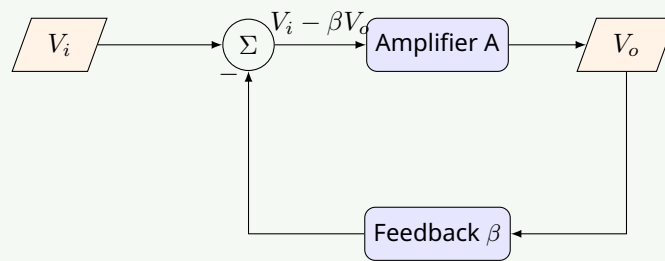 V_i
Σ
−
V_i − βV_o
Amplifier A
V_o
Feedback β